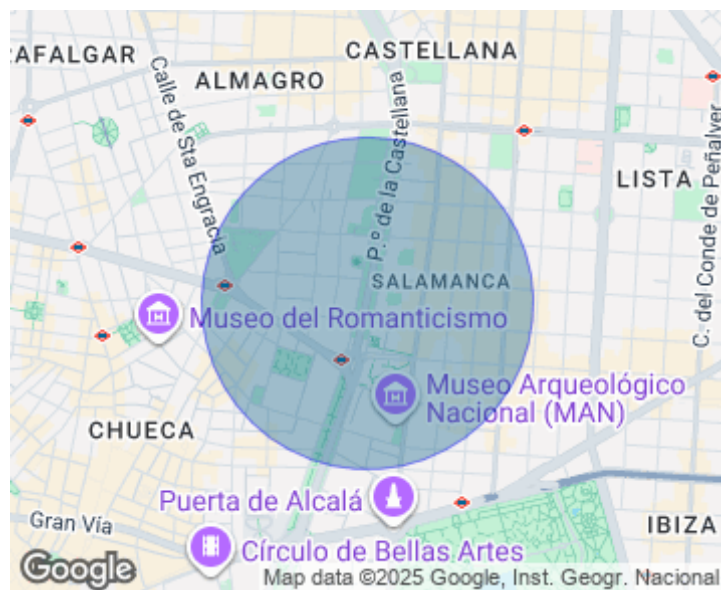 RAFALGAR
CASTELLANA
ALMAGRO
Calle de Sta Engracia
P.º de la Castellana
LISTA
C. del Conde de Peñalver
SALAMANCA
Museo del Romanticismo
Museo Arqueológico
Nacional (MAN)
CHUECA
Puerta de Alcalá
Gran Vía
IBIZA
Círculo de Bellas Artes
Google
Map data ©2025 Google, Inst. Geogr. Nacional